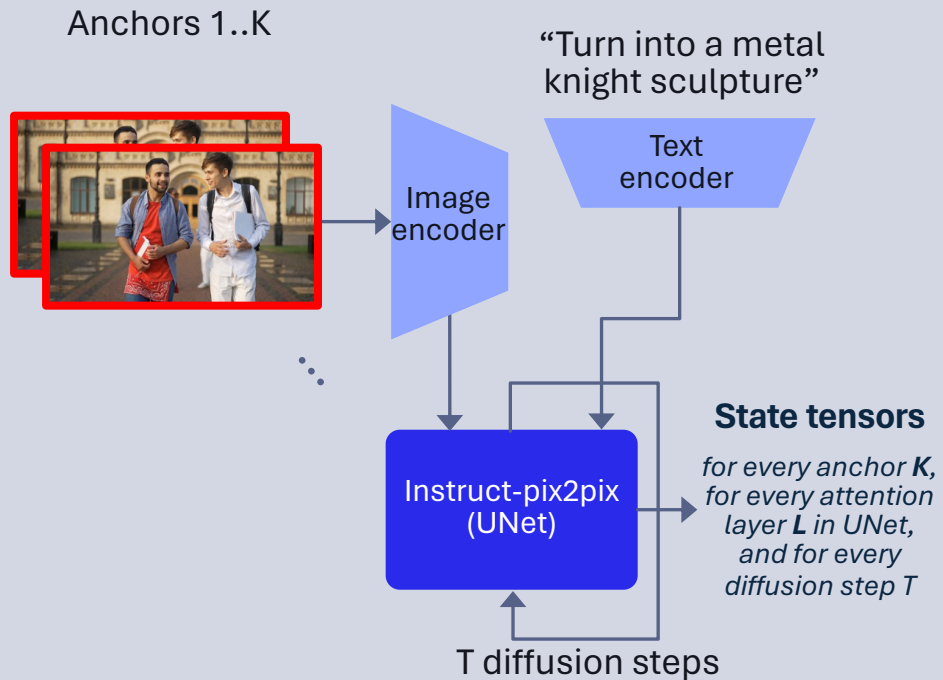 Anchors 1..K
“Turn into a metal
knight sculpture”
Image
encoder
Text
encoder
Instruct-pix2pix
(UNet)
State tensors
for every anchor K,
for every attention
layer L in UNet,
and for every
diffusion step T
T diffusion steps